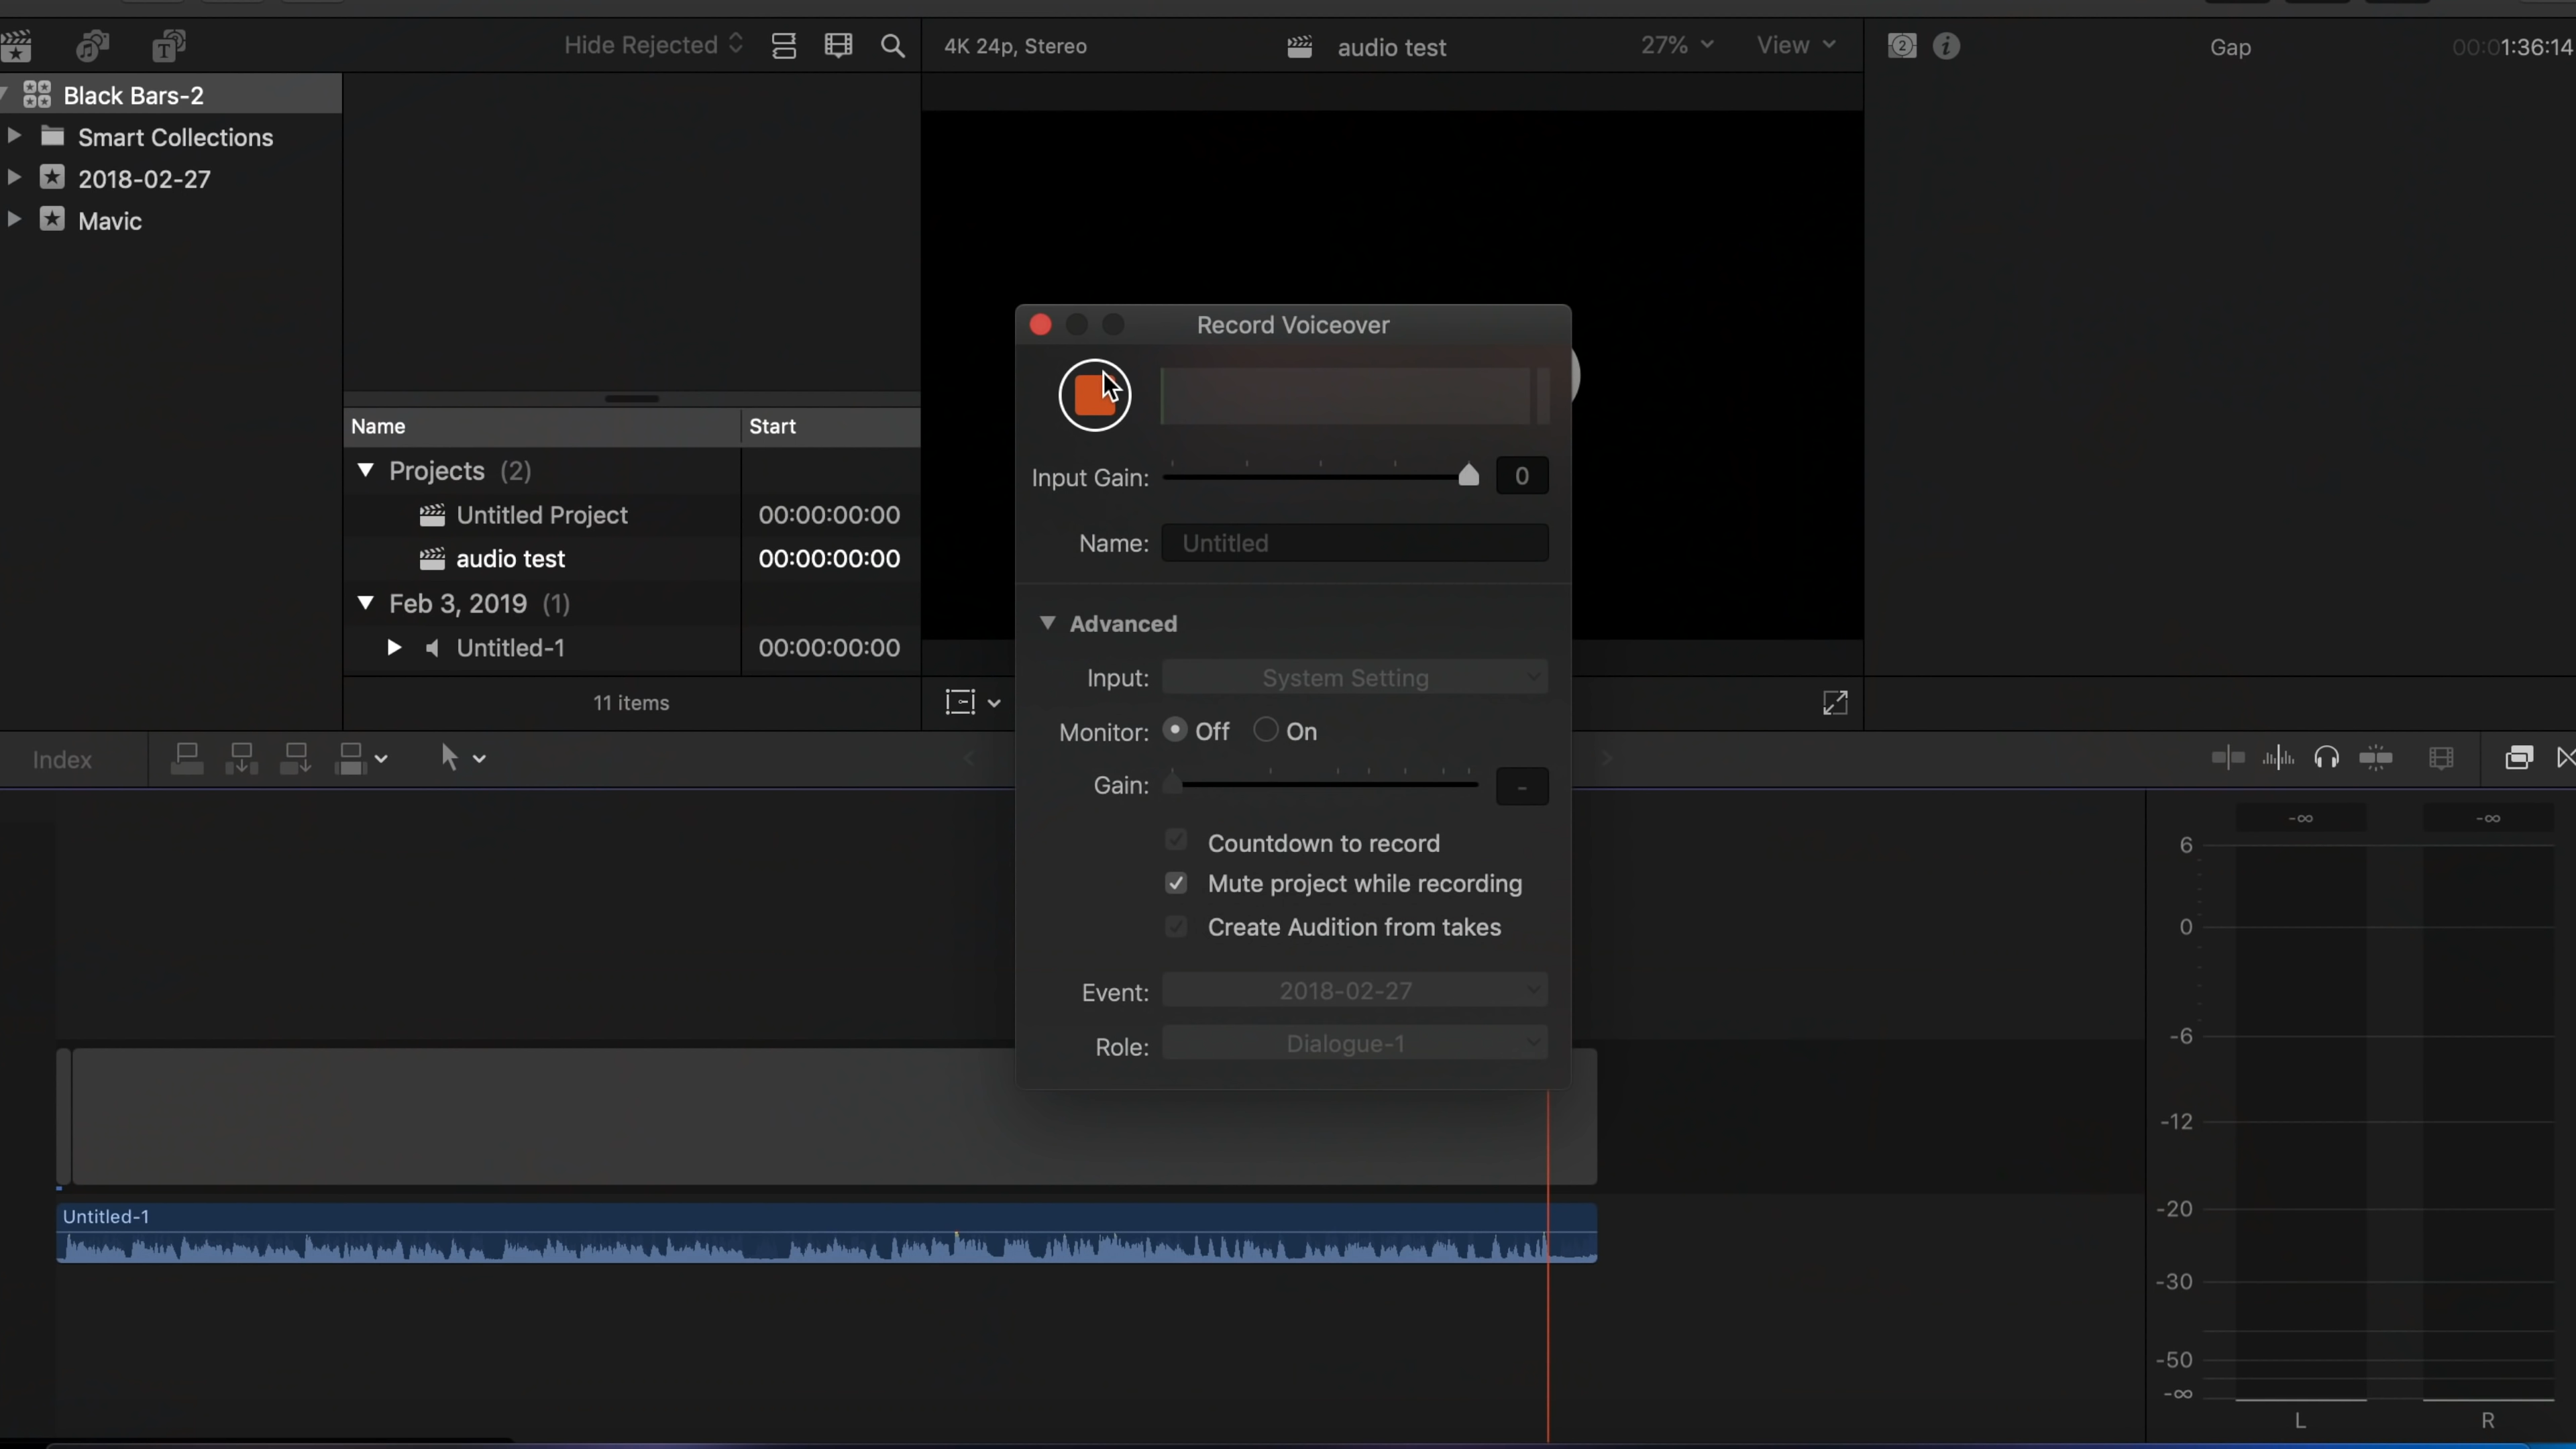 Hide Rejected
4K 24p, Stereo
audio test
27%
View
Gap
00:01:36:14
Black Bars-2
Smart Collections
2018-02-27
Mavic
Name
Start
Projects (2)
Untitled Project
00:00:00:00
audio test
00:00:00:00
Feb 3, 2019 (1)
Untitled-1
00:00:00:00
11 items
Record Voiceover
Input Gain:
0
Name:
Untitled
Advanced
Input:
System Setting
Monitor:
Off
On
Gain:
-
Countdown to record
Mute project while recording
Create Audition from takes
Event:
2018-02-27
Role:
Dialogue-1
Index
Untitled-1
-∞
-∞
6
0
-6
-12
-20
-30
-50
-∞
L
R